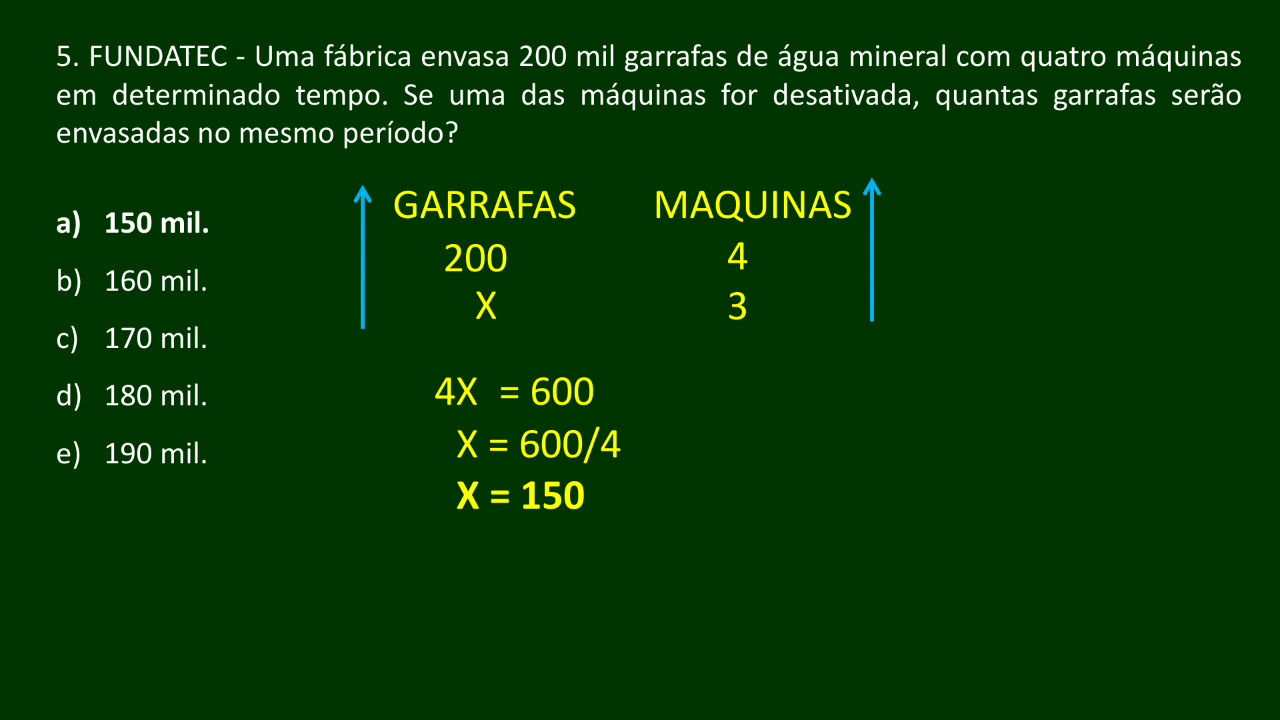 5. FUNDATEC - Uma fábrica envasa 200 mil garrafas de água mineral com quatro máquinas
em determinado tempo. Se uma das máquinas for desativada, quantas garrafas serão
envasadas no mesmo período?
a) 150 mil.
b) 160 mil.
c) 170 mil.
d) 180 mil.
e) 190 mil.
GARRAFAS MAQUINAS
200 4
X 3
4X = 600
X = 600/4
X = 150